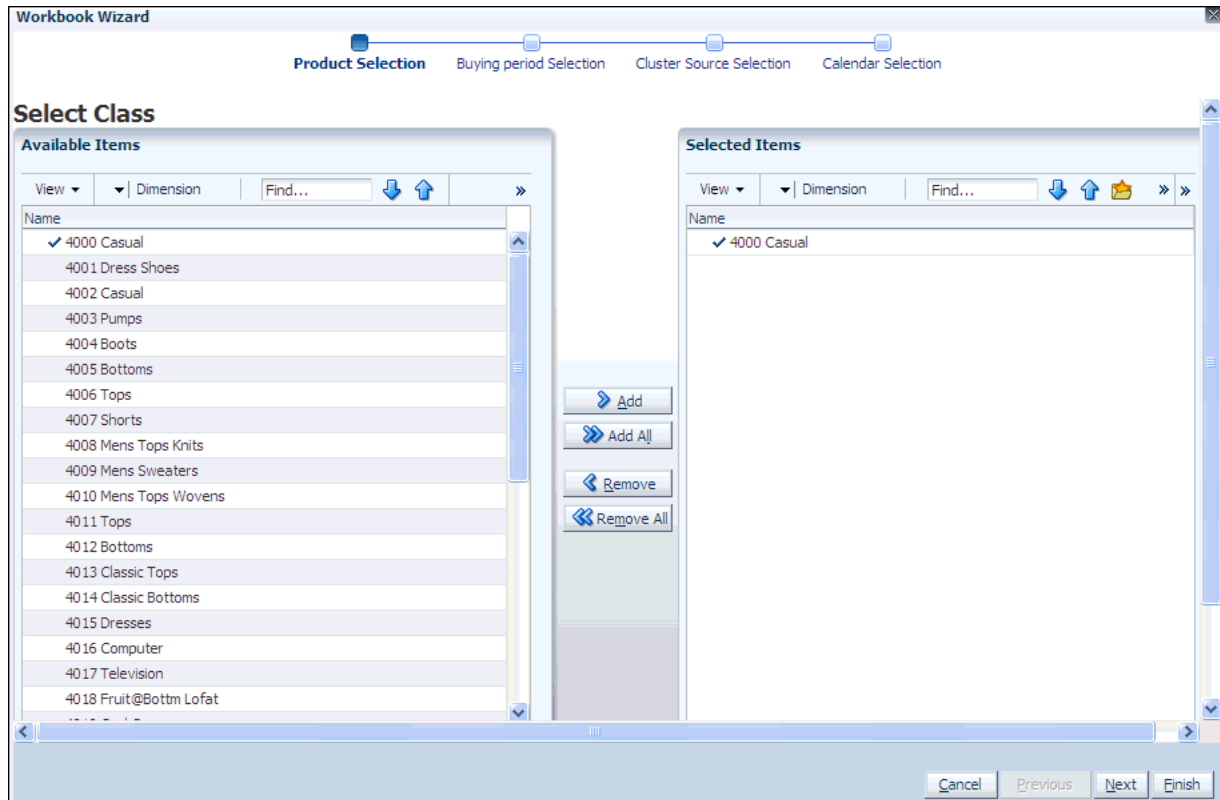 Workbook Wizard
Product Selection
Buying period Selection
Cluster Source Selection
Calendar Selection
Select Class
Available Items
View
Dimension
Find...
Name
4000 Casual
4001 Dress Shoes
4002 Casual
4003 Pumps
4004 Boots
4005 Bottoms
4006 Tops
4007 Shorts
4008 Mens Tops Knits
4009 Mens Sweaters
4010 Mens Tops Wovens
4011 Tops
4012 Bottoms
4013 Classic Tops
4014 Classic Bottoms
4015 Dresses
4016 Computer
4017 Television
4018 Fruit@Bottm Lofat
Add
Add All
Remove
Remove All
Selected Items
View
Dimension
Find...
Name
4000 Casual
Cancel
Previous
Next
Finish